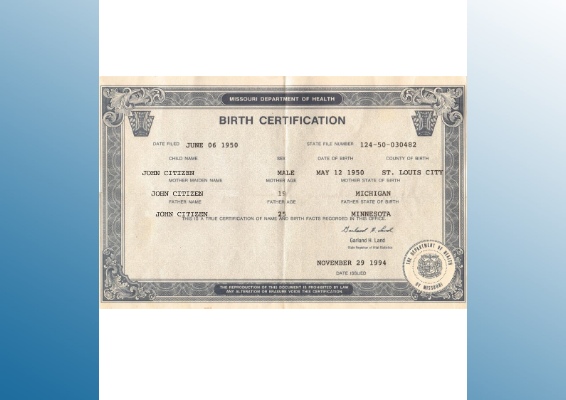 MISSOURI DEPARTMENT OF HEALTH
BIRTH CERTIFICATION
DATE FILED JUNE 06 1950 STATE FILE NUMBER 124-50-030482
CHILD NAME SEX DATE OF BIRTH COUNTY OF BIRTH
JOHN CITIZEN MALE MAY 12 1950 ST. LOUIS CITY
MOTHER MAIDEN NAME MOTHER AGE MOTHER STATE OF BIRTH
JOHN CITIZEN 19 MICHIGAN
FATHER NAME FATHER AGE FATHER STATE OF BIRTH
JOHN CITIZEN 25 MINNESOTA
THIS IS A TRUE CERTIFICATION OF NAME AND BIRTH FACTS RECORDED IN THIS OFFICE.
Garland H. Land
Garland H. Land
State Registrar of Vital Statistics
NOVEMBER 29 1994
DATE ISSUED
THE DEPARTMENT OF HEALTH
OF MISSOURI
THE REPRODUCTION OF THIS DOCUMENT IS PROHIBITED BY LAW
ANY ALTERATION OR ERASURE VOIDS THIS CERTIFICATION